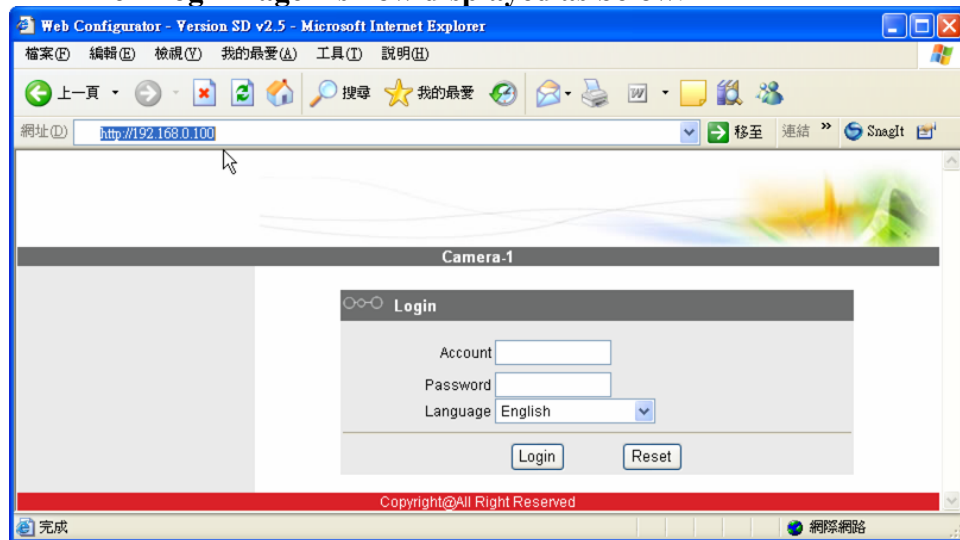 Web Configurator - Version SD v2.5 - Microsoft Internet Explorer
檔案(F) 編輯(E) 檢視(V) 我的最愛(A) 工具(T) 說明(H)
上一頁 搜尋 我的最愛
網址(D) http://192.168.0.100 移至 連結 » SnagIt
Camera-1
Login
Account
Password
Language English
Login Reset
Copyright@All Right Reserved
完成 網際網路